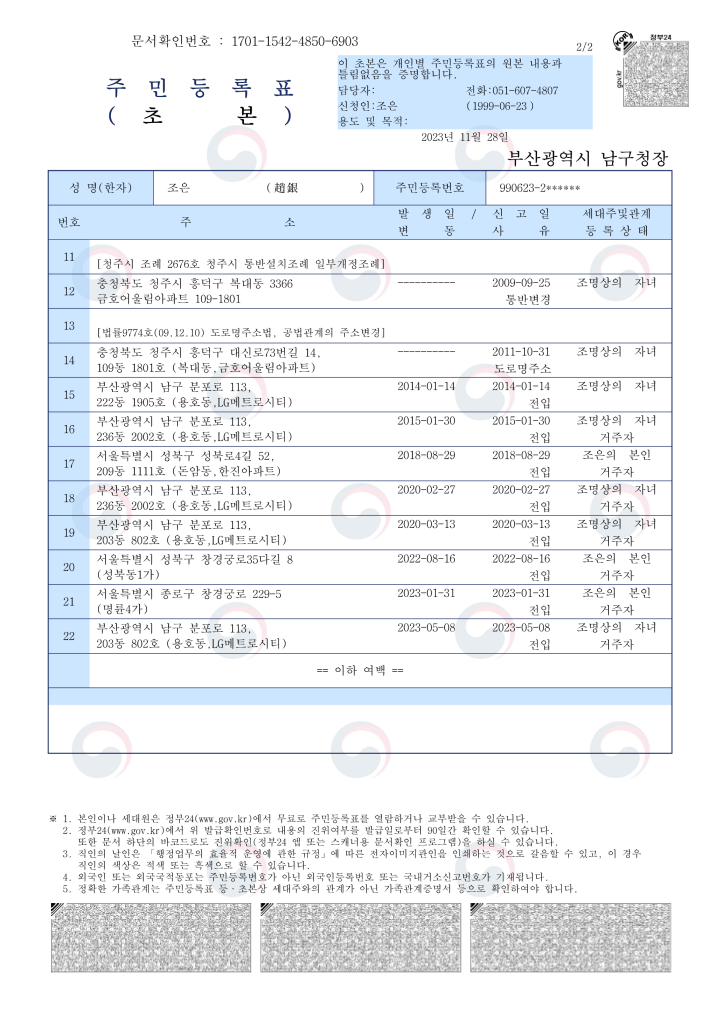 문서확인번호 : 1701-1542-4850-6903
2/2
정부24
KOR
gov.kr
주 민 등 록 표
( 초 본 )
이 초본은 개인별 주민등록표의 원본 내용과
틀림없음을 증명합니다.
담당자: 전화:051-607-4807
신청인:조은 (1999-06-23 )
용도 및 목적:
2023년 11월 28일
부산광역시 남구청장
성 명(한자) 조은 (趙銀 ) 주민등록번호 990623-2******
번호 주 소 발 생 일 / 신 고 일 세대주및관계
변 동 사 유 등 록 상 태
11 [청주시 조례 2676호 청주시 통반설치조례 일부개정조례]
12 충청북도 청주시 흥덕구 복대동 3366 ---------- 2009-09-25 조명상의 자녀
금호어울림아파트 109-1801 통반변경
13 [법률9774호(09.12.10) 도로명주소법, 공법관계의 주소변경]
14 충청북도 청주시 흥덕구 대신로73번길 14, ---------- 2011-10-31 조명상의 자녀
109동 1801호 (복대동,금호어울림아파트) 도로명주소
15 부산광역시 남구 분포로 113, 2014-01-14 2014-01-14 조명상의 자녀
222동 1905호 (용호동,LG메트로시티) 전입
16 부산광역시 남구 분포로 113, 2015-01-30 2015-01-30 조명상의 자녀
236동 2002호 (용호동,LG메트로시티) 전입 거주자
17 서울특별시 성북구 성북로4길 52, 2018-08-29 2018-08-29 조은의 본인
209동 1111호 (돈암동,한진아파트) 전입 거주자
18 부산광역시 남구 분포로 113, 2020-02-27 2020-02-27 조명상의 자녀
236동 2002호 (용호동,LG메트로시티) 전입 거주자
19 부산광역시 남구 분포로 113, 2020-03-13 2020-03-13 조명상의 자녀
203동 802호 (용호동,LG메트로시티) 전입 거주자
20 서울특별시 성북구 창경궁로35다길 8 2022-08-16 2022-08-16 조은의 본인
(성북동1가) 전입 거주자
21 서울특별시 종로구 창경궁로 229-5 2023-01-31 2023-01-31 조은의 본인
(명륜4가) 전입 거주자
22 부산광역시 남구 분포로 113, 2023-05-08 2023-05-08 조명상의 자녀
203동 802호 (용호동,LG메트로시티) 전입 거주자
== 이하 여백 ==
※ 1. 본인이나 세대원은 정부24(www.gov.kr)에서 무료로 주민등록표를 열람하거나 교부받을 수 있습니다.
2. 정부24(www.gov.kr)에서 위 발급확인번호로 내용의 진위여부를 발급일로부터 90일간 확인할 수 있습니다.
또한 문서 하단의 바코드로도 진위확인(정부24 앱 또는 스캐너용 문서확인 프로그램)을 하실 수 있습니다.
3. 직인의 날인은 「행정업무의 효율적 운영에 관한 규정」에 따른 전자이미지관인을 인쇄하는 것으로 갈음할 수 있고, 이 경우
직인의 색상은 적색 또는 흑색으로 할 수 있습니다.
4. 외국인 또는 외국국적동포는 주민등록번호가 아닌 외국인등록번호 또는 국내거소신고번호가 기재됩니다.
5. 정확한 가족관계는 주민등록표 등·초본상 세대주와의 관계가 아닌 가족관계증명서 등으로 확인하여야 합니다.